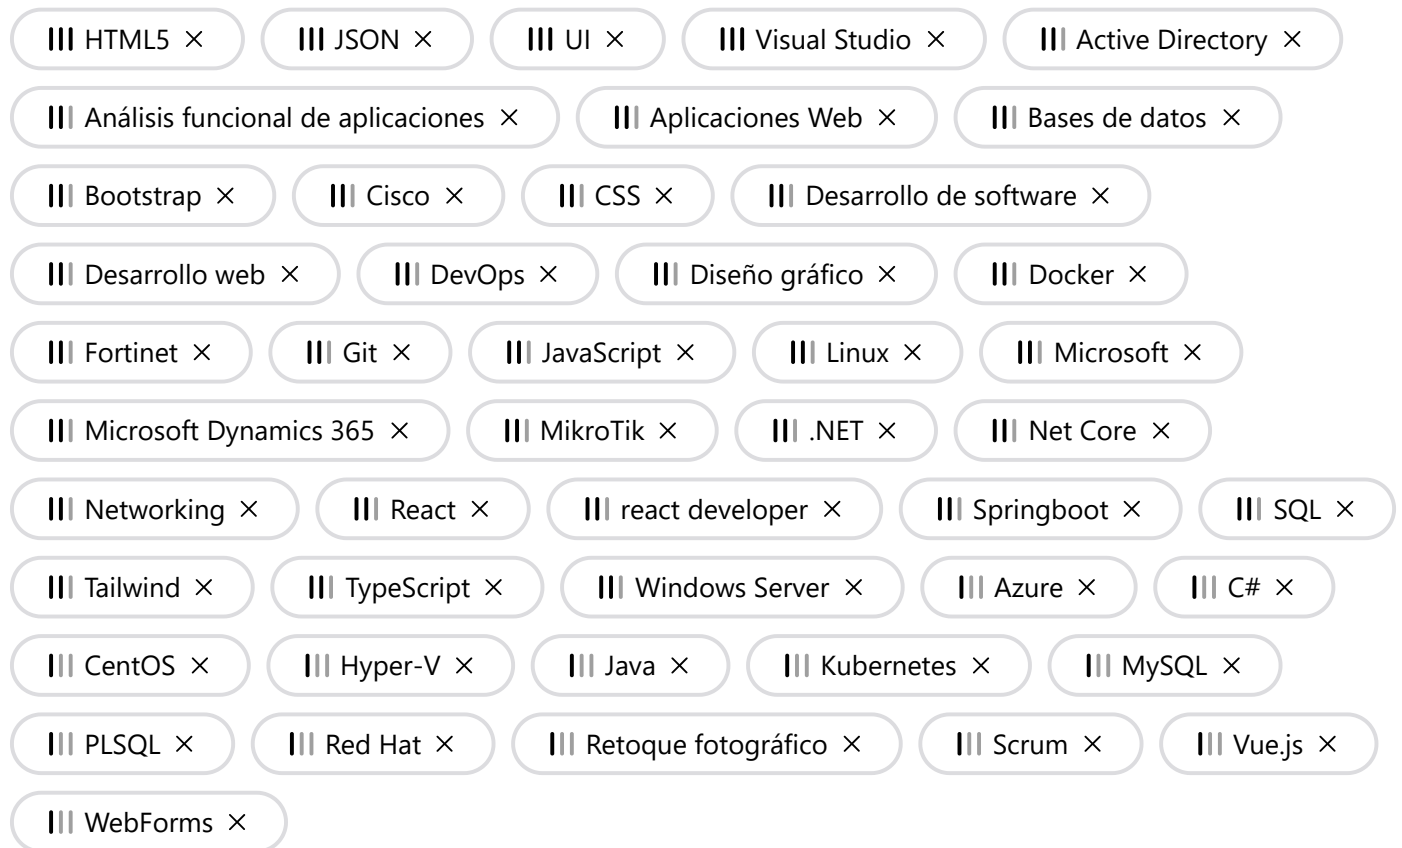 HTML5 JSON UI Visual Studio Active Directory
Análisis funcional de aplicaciones Aplicaciones Web Bases de datos
Bootstrap Cisco CSS Desarrollo de software
Desarrollo web DevOps Diseño gráfico Docker
Fortinet Git JavaScript Linux Microsoft
Microsoft Dynamics 365 MikroTik .NET Net Core
Networking React react developer Springboot SQL
Tailwind TypeScript Windows Server Azure C#
CentOS Hyper-V Java Kubernetes MySQL
PLSQL Red Hat Retoque fotográfico Scrum Vue.js
WebForms